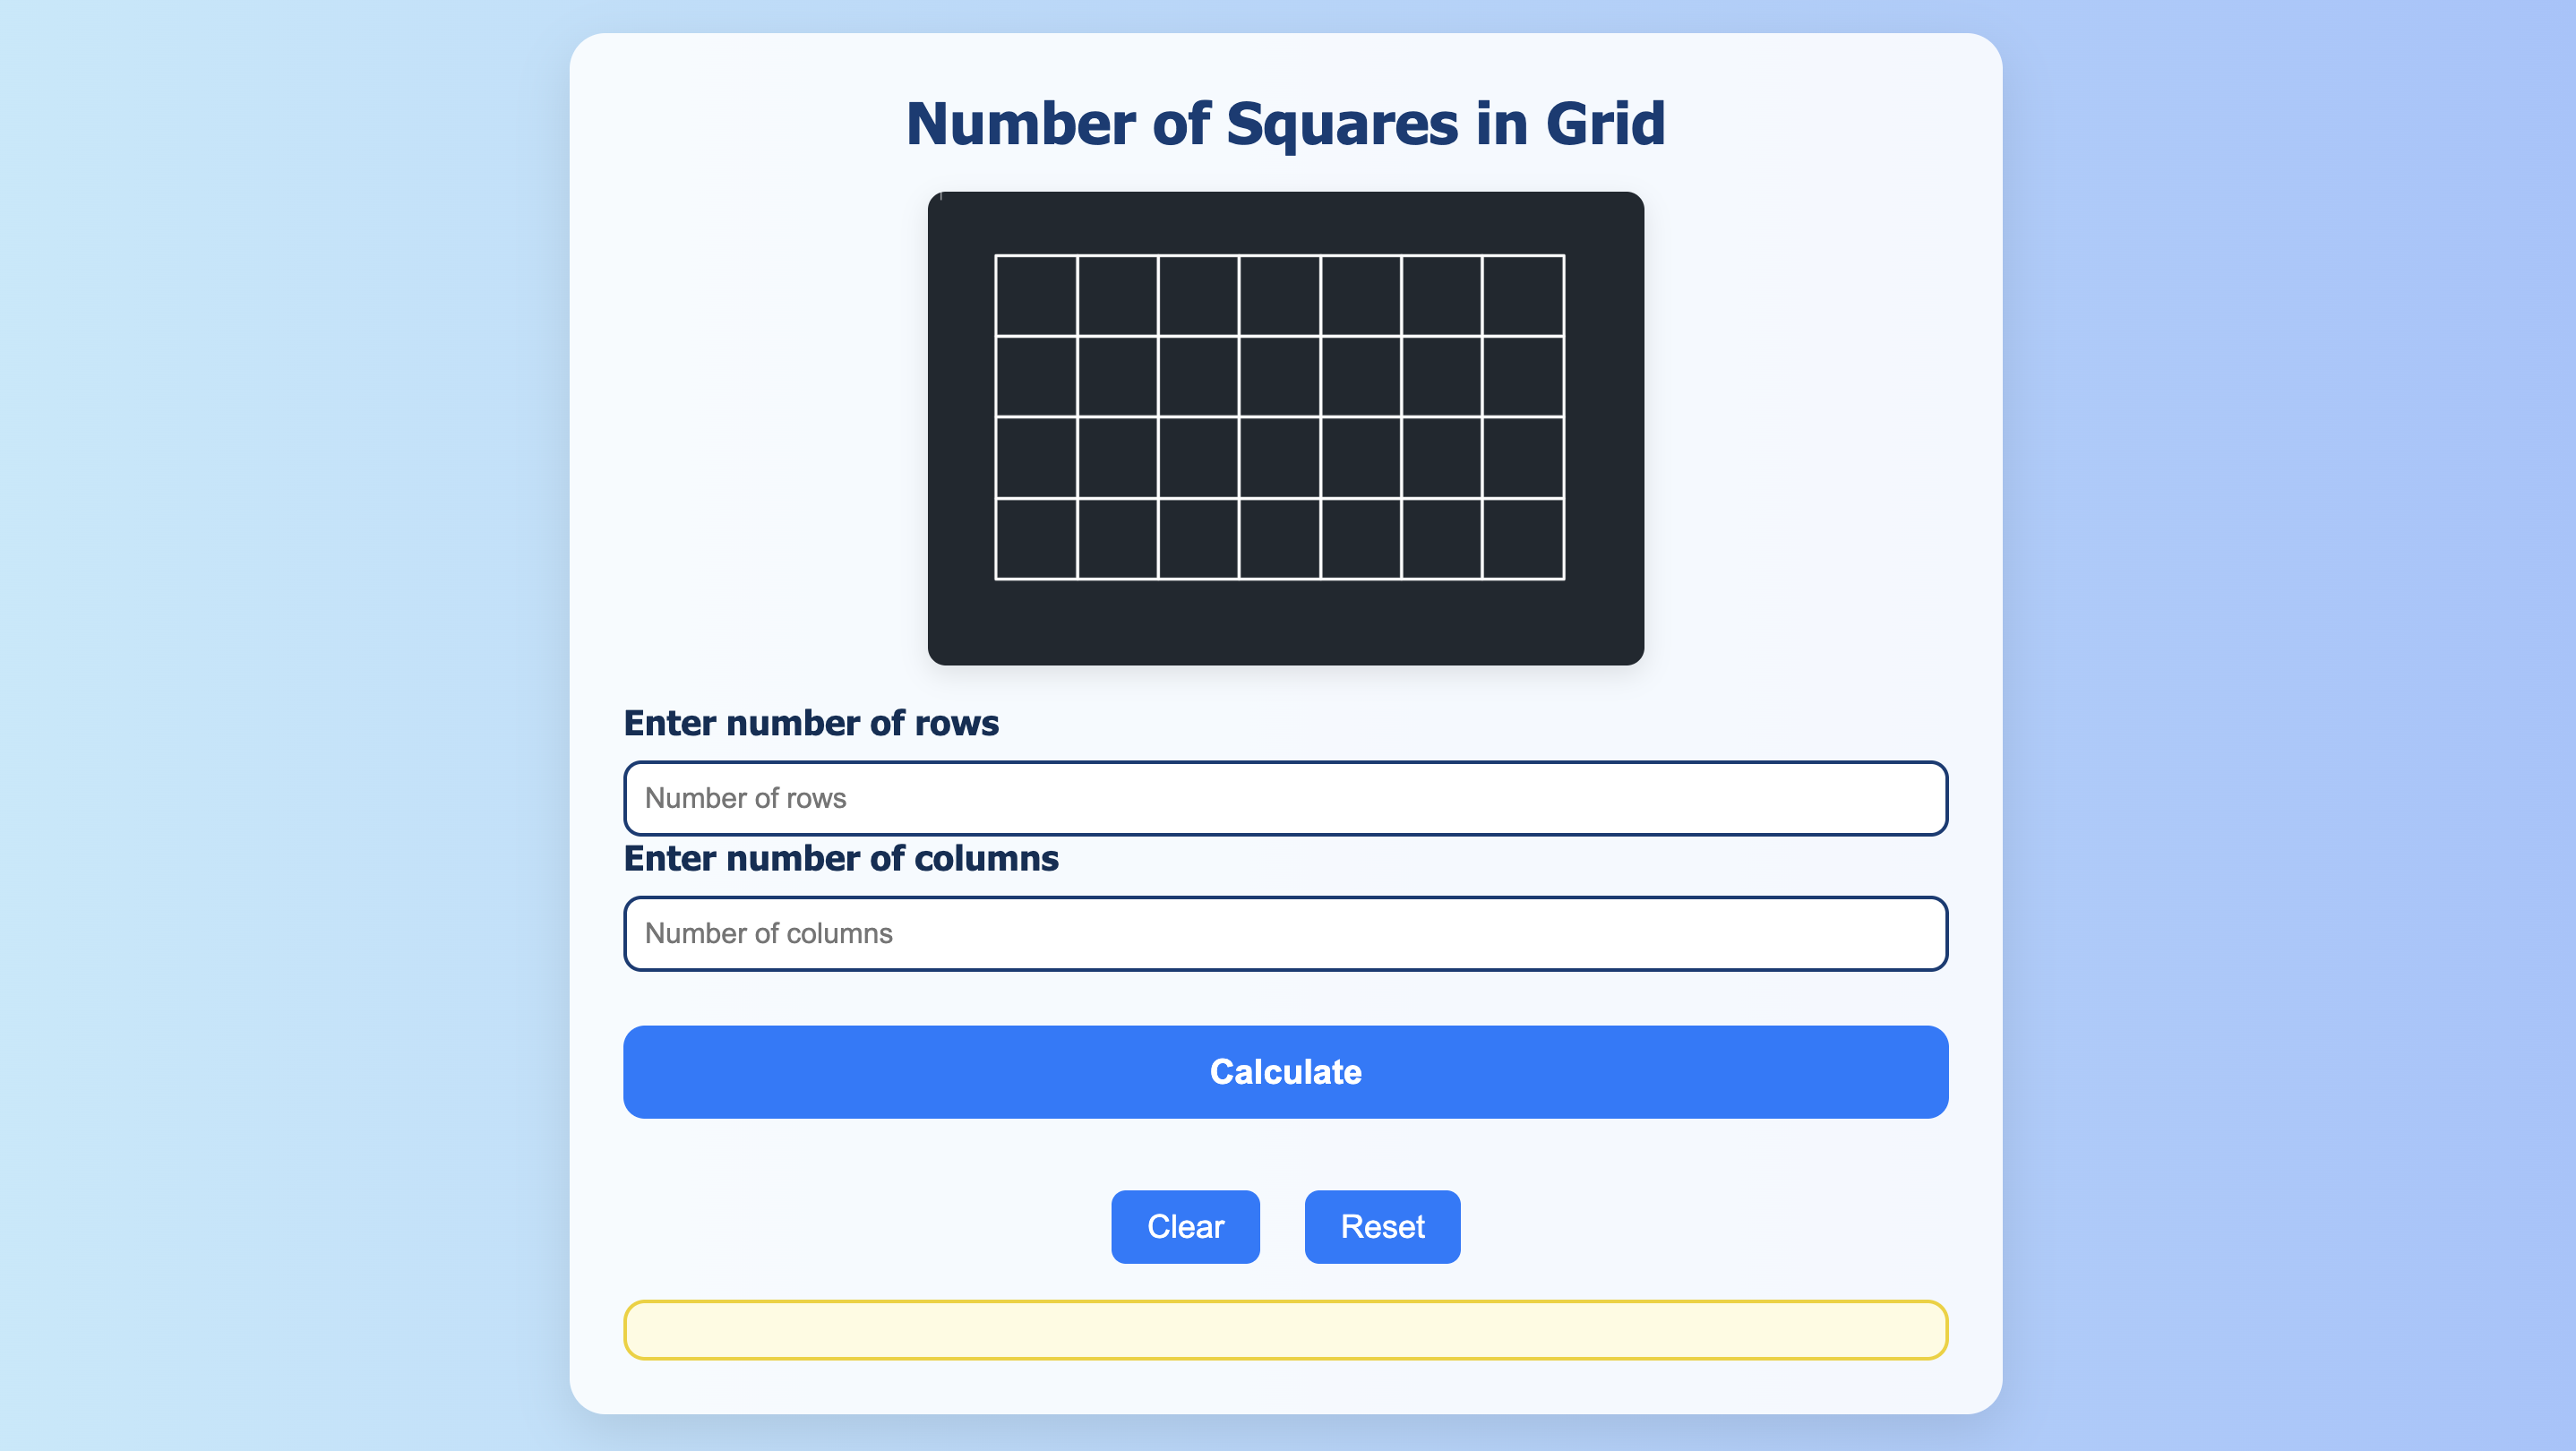 Number of Squares in Grid
Enter number of rows
Number of rows
Enter number of columns
Number of columns
Calculate
Clear
Reset